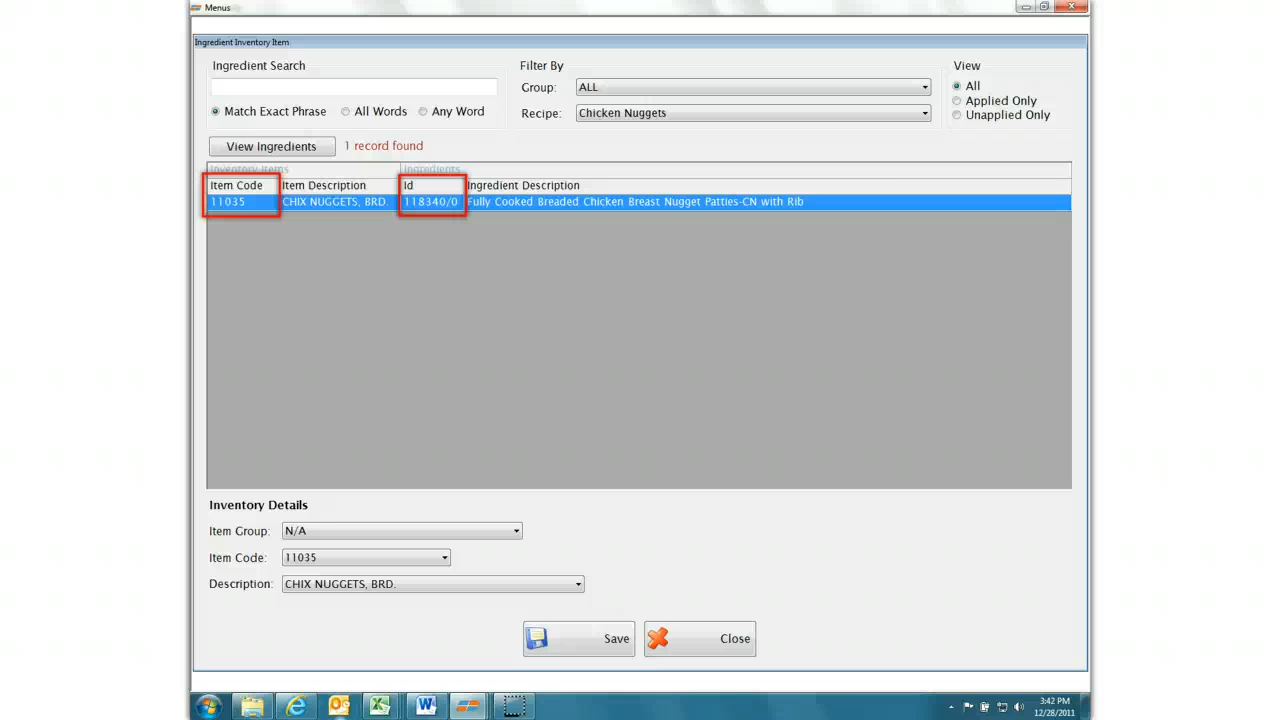 Menus
Ingredient Inventory Item
Ingredient Search
Filter By
View
Group: ALL
All
Match Exact Phrase All Words Any Word
Recipe: Chicken Nuggets
Applied Only
Unapplied Only
View Ingredients 1 record found
Inventory Items Ingredients
Item Code Item Description Id Ingredient Description
11035 CHIX NUGGETS, BRD. 118340/0 Fully Cooked Breaded Chicken Breast Nugget Patties-CN with Rib
Inventory Details
Item Group: N/A
Item Code: 11035
Description: CHIX NUGGETS, BRD.
Save Close
3:42 PM
12/28/2011